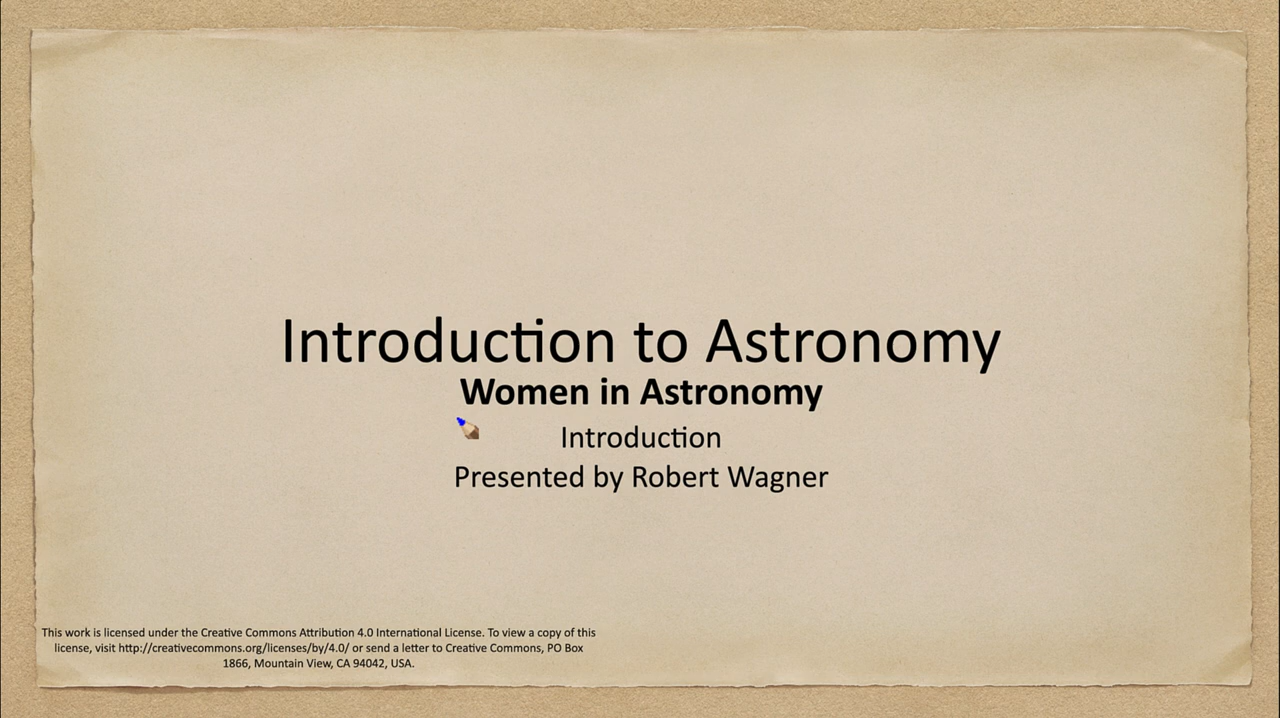 Introduction to Astronomy
Women in Astronomy
Introduction
Presented by Robert Wagner
This work is licensed under the Creative Commons Attribution 4.0 International License. To view a copy of this
license, visit http://creativecommons.org/licenses/by/4.0/ or send a letter to Creative Commons, PO Box
1866, Mountain View, CA 94042, USA.